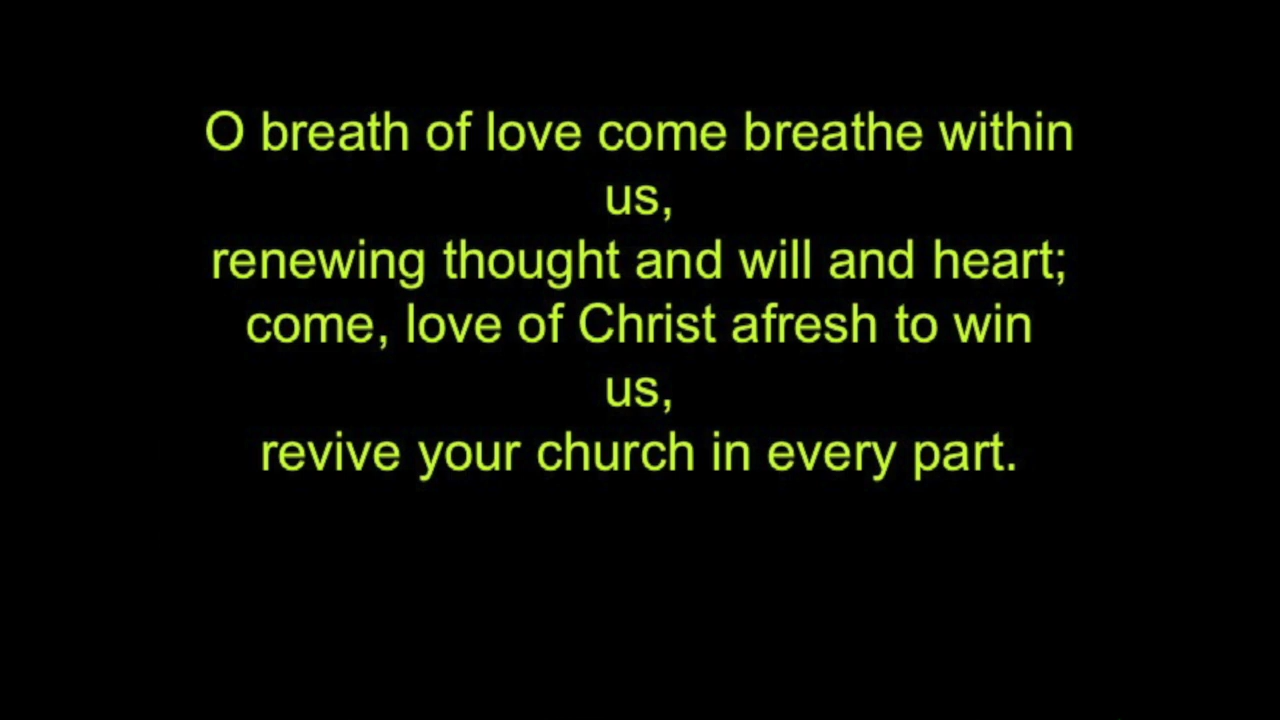 O breath of love come breathe within
us,
renewing thought and will and heart;
come, love of Christ afresh to win
us,
revive your church in every part.